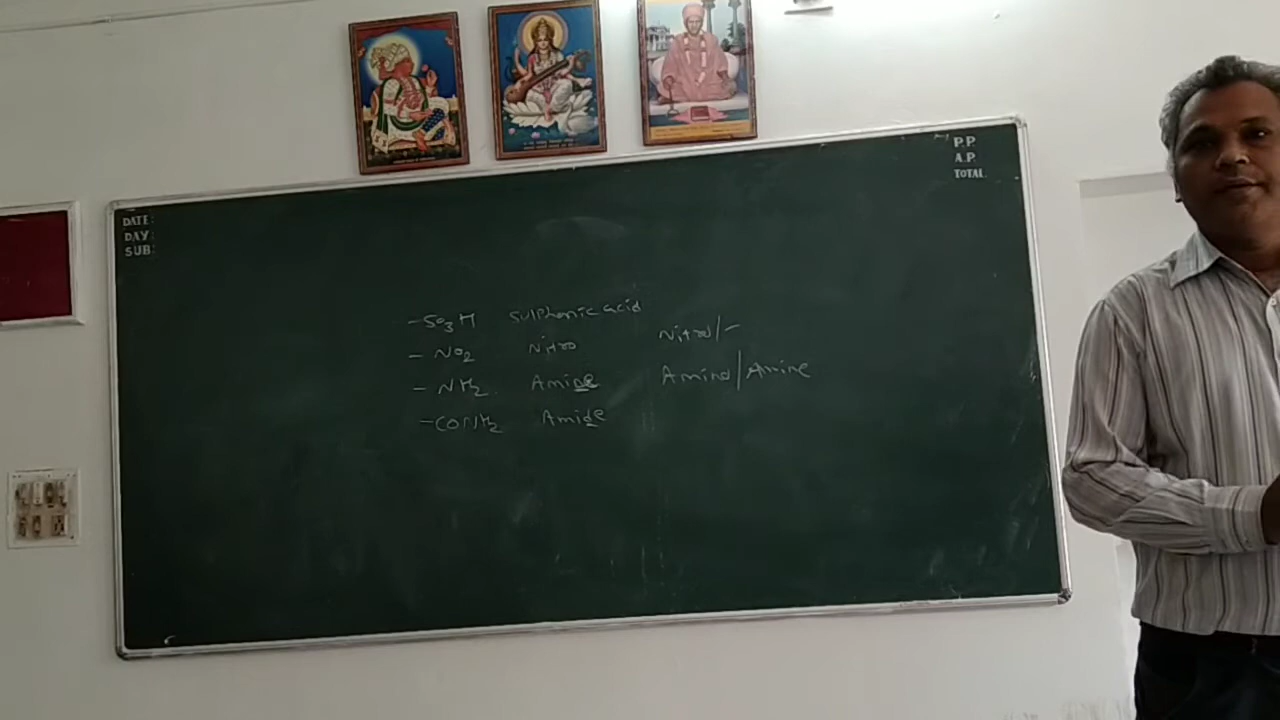 P.P.
A.P.
TOTAL
DATE:
DAY:
SUB:
-SO3H Sulphonic acid
- NO2 Nitro Nitro/-
- NH2 Amine Amino/Amine
-CONH2 Amide